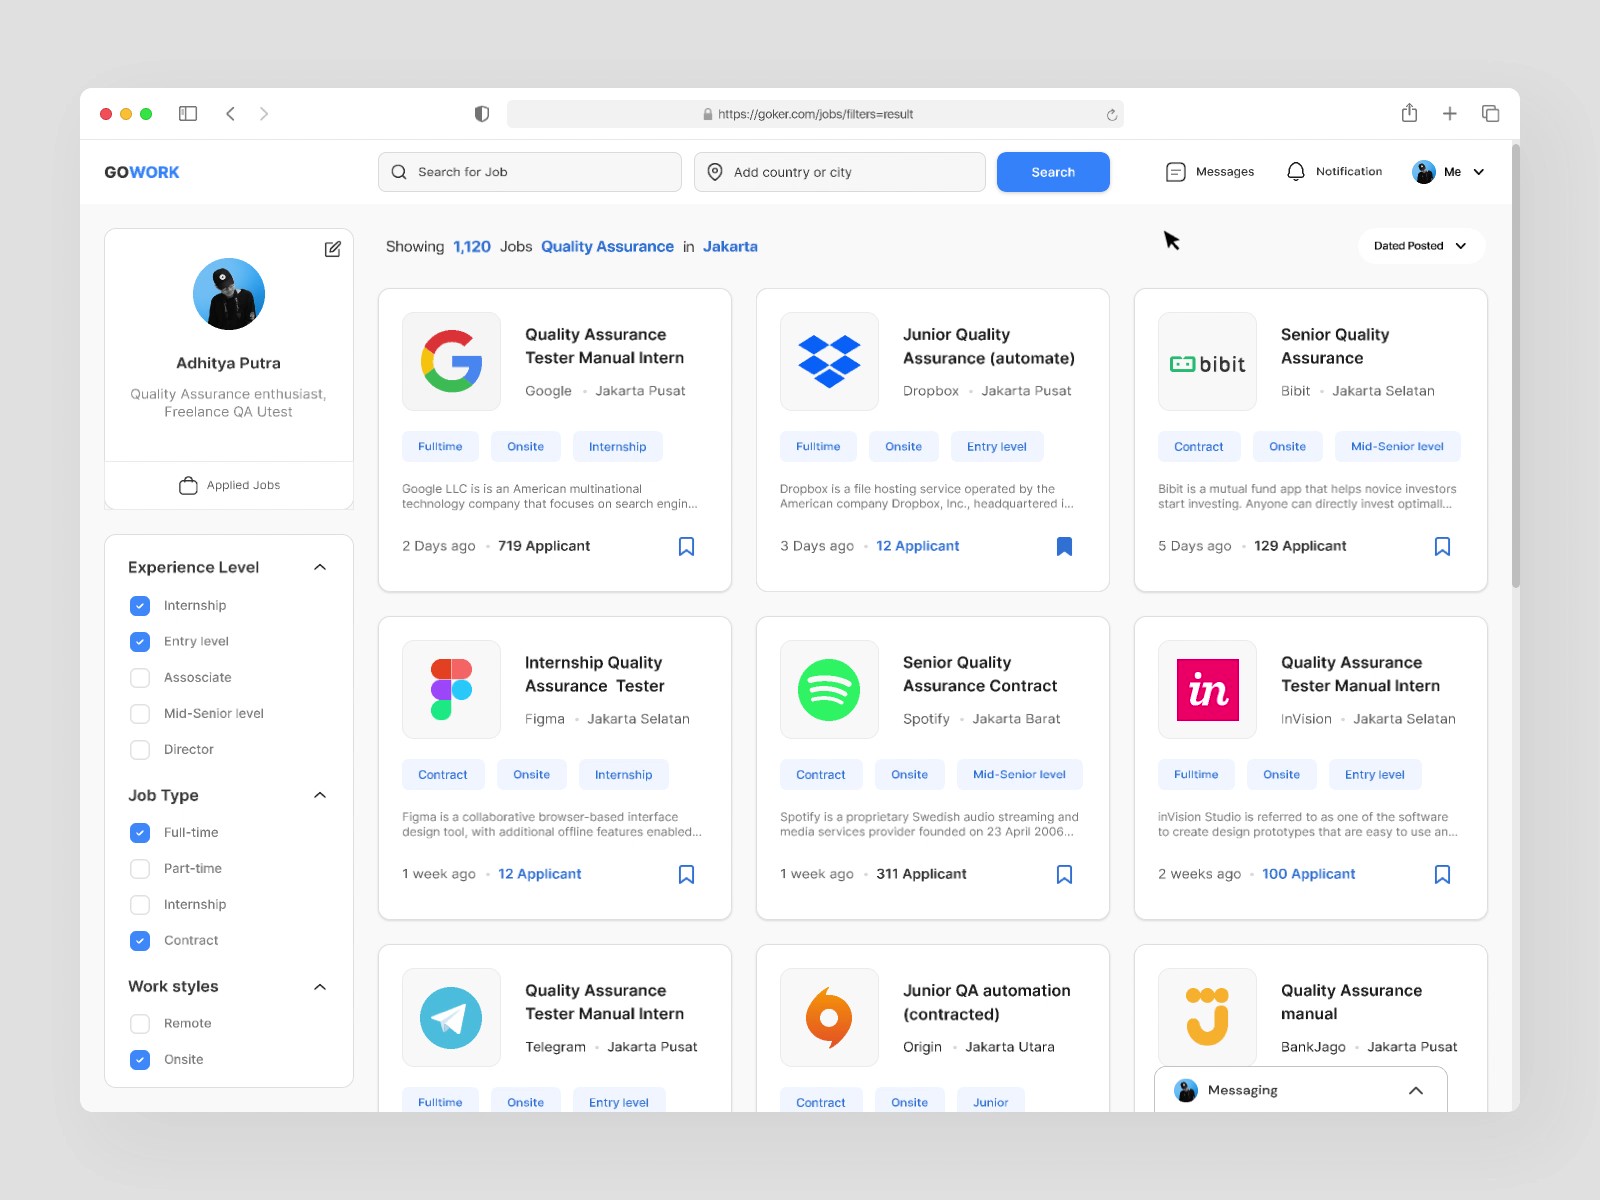 https://goker.com/jobs/filters=result
GOWORK
Search for Job
Add country or city
Search
Messages
Notification
Me
Adhitya Putra
Quality Assurance enthusiast,
Freelance QA Utest
Applied Jobs
Experience Level
Internship
Entry level
Assosciate
Mid-Senior level
Director
Job Type
Full-time
Part-time
Internship
Contract
Work styles
Remote
Onsite
Showing 1,120 Jobs Quality Assurance in Jakarta
Dated Posted
Quality Assurance
Tester Manual Intern
Google • Jakarta Pusat
Fulltime Onsite Internship
Google LLC is is an American multinational
technology company that focuses on search engin...
2 Days ago • 719 Applicant
Junior Quality
Assurance (automate)
Dropbox • Jakarta Pusat
Fulltime Onsite Entry level
Dropbox is a file hosting service operated by the
American company Dropbox, Inc., headquartered i...
3 Days ago • 12 Applicant
bibit
Senior Quality
Assurance
Bibit • Jakarta Selatan
Contract Onsite Mid-Senior level
Bibit is a mutual fund app that helps novice investors
start investing. Anyone can directly invest optimall...
5 Days ago • 129 Applicant
Internship Quality
Assurance Tester
Figma • Jakarta Selatan
Contract Onsite Internship
Figma is a collaborative browser-based interface
design tool, with additional offline features enabled...
1 week ago • 12 Applicant
Senior Quality
Assurance Contract
Spotify • Jakarta Barat
Contract Onsite Mid-Senior level
Spotify is a proprietary Swedish audio streaming and
media services provider founded on 23 April 2006...
1 week ago • 311 Applicant
in
Quality Assurance
Tester Manual Intern
InVision • Jakarta Selatan
Fulltime Onsite Entry level
inVision Studio is referred to as one of the software
to create design prototypes that are easy to use an...
2 weeks ago • 100 Applicant
Quality Assurance
Tester Manual Intern
Telegram • Jakarta Pusat
Fulltime Onsite Entry level
Junior QA automation
(contracted)
Origin • Jakarta Utara
Contract Onsite Junior
Quality Assurance
manual
BankJago • Jakarta Pusat
Messaging